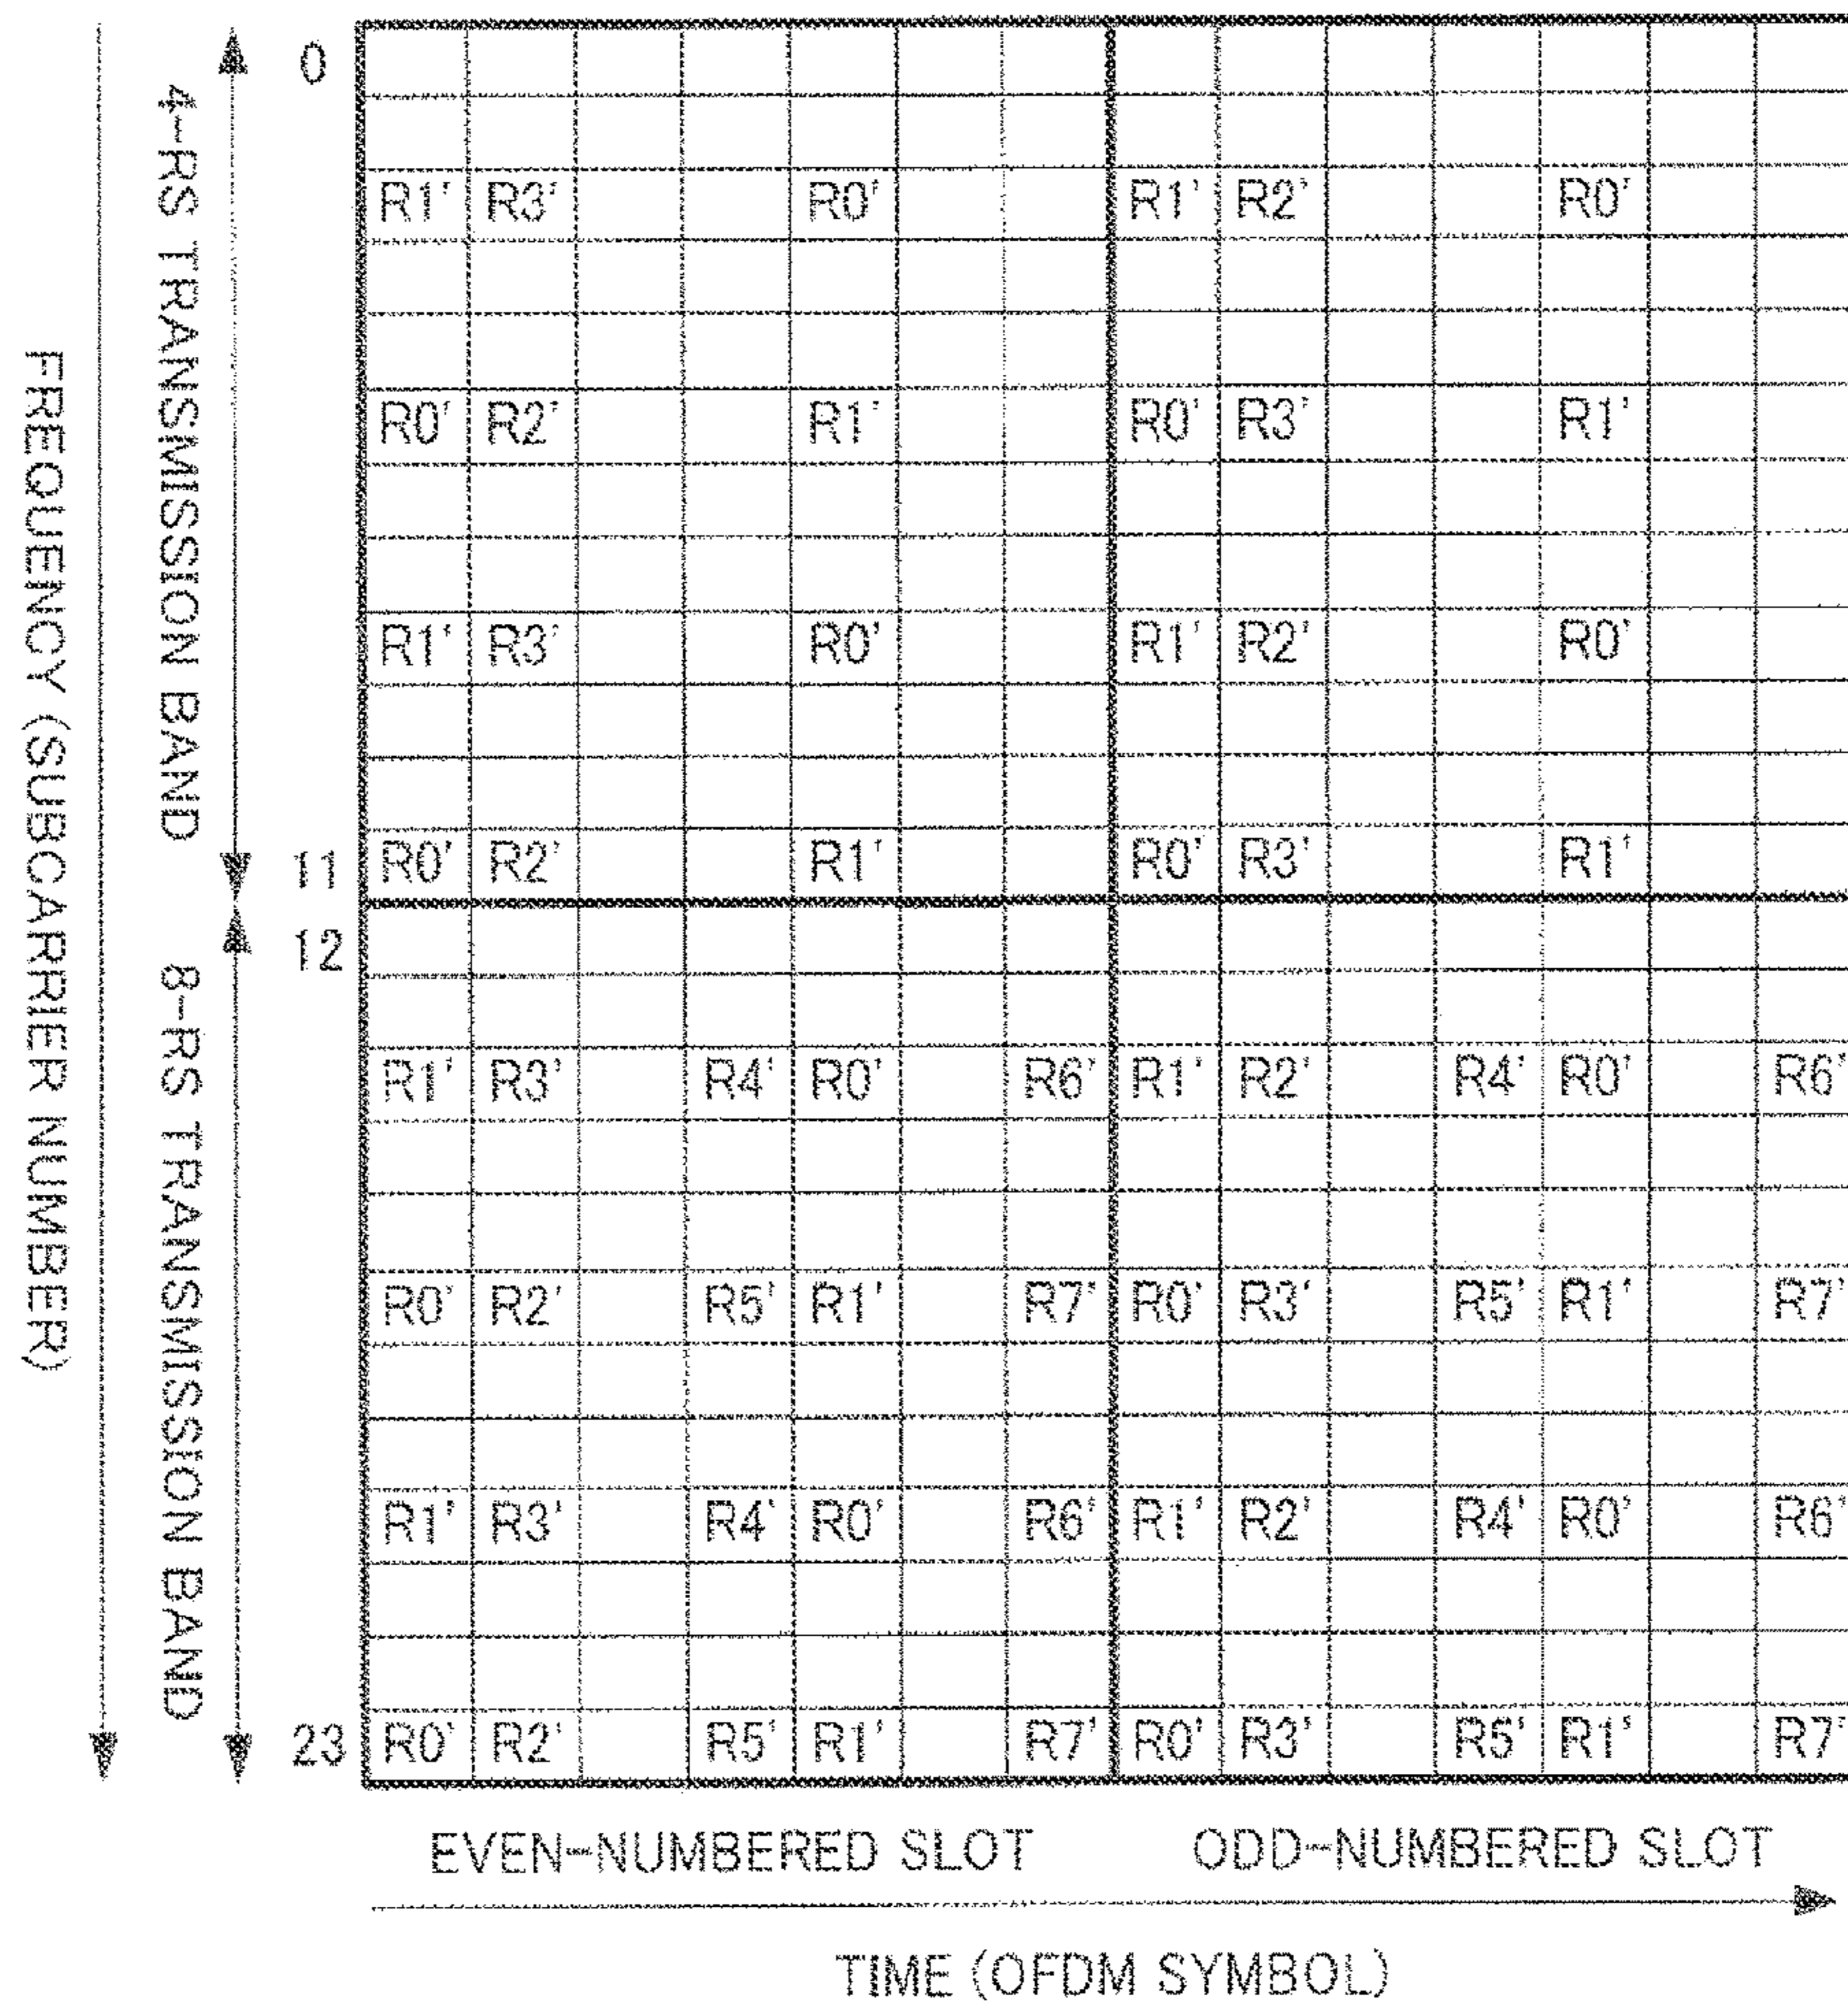 FREQUENCY (SUBCARRIER NUMBER)
4-RS TRANSMISSION BAND
8-RS TRANSMISSION BAND
0
R1' R3' R0' R1' R2' R0'
R0' R2' R1' R0' R3' R1'
R1' R3' R0' R1' R2' R0'
11 R0' R2' R1' R0' R3' R1'
12
R1' R3' R4' R0' R6' R1' R2' R4' R0' R6'
R0' R2' R5' R1' R7' R0' R3' R5' R1' R7'
R1' R3' R4' R0' R6' R1' R2' R4' R0' R6'
23 R0' R2' R5' R1' R7' R0' R3' R5' R1' R7'
EVEN-NUMBERED SLOT ODD-NUMBERED SLOT
TIME (OFDM SYMBOL)